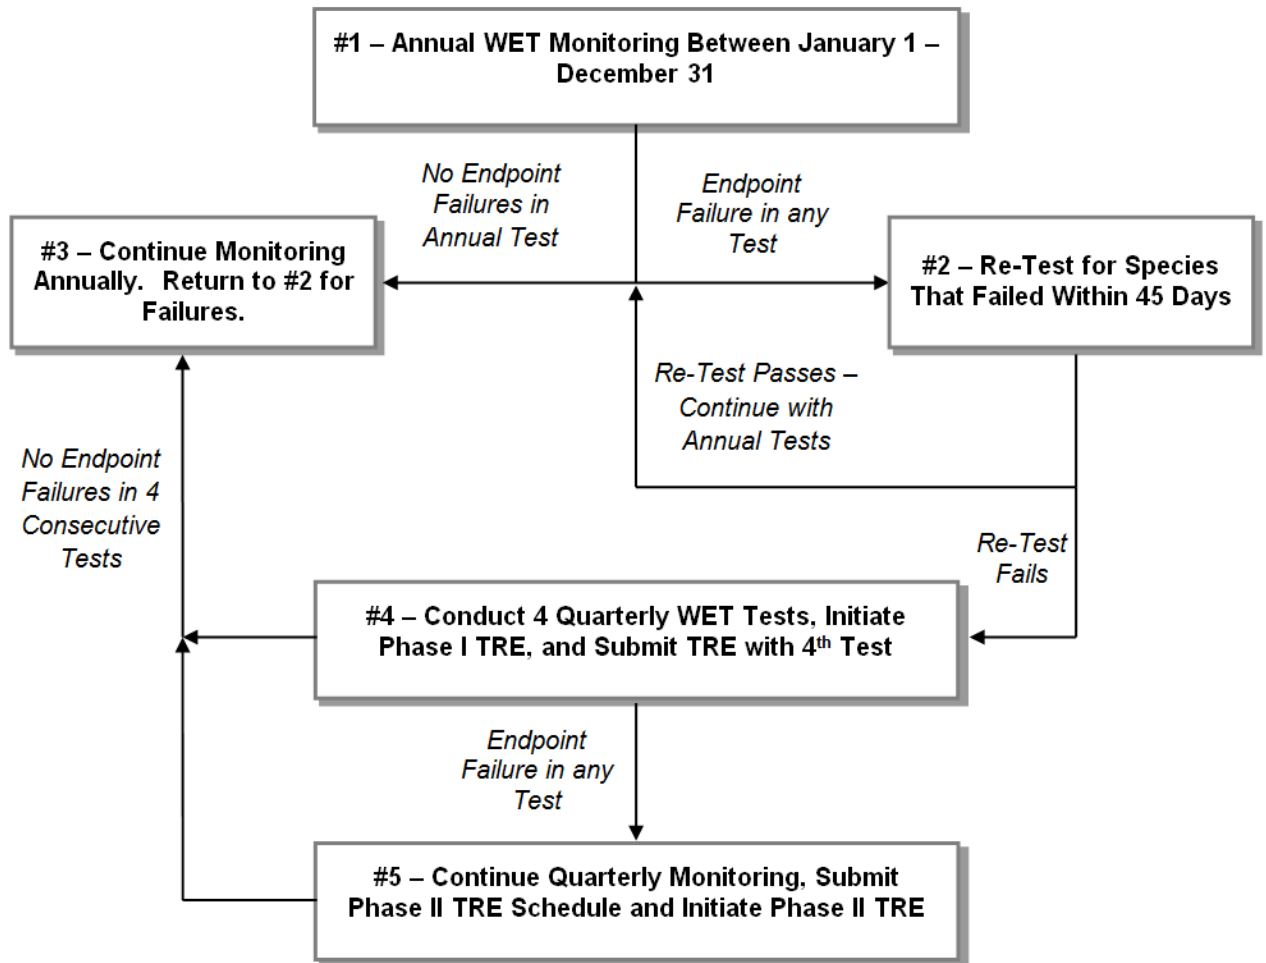 #1 – Annual WET Monitoring Between January 1 –
December 31
No Endpoint
Failures in
Annual Test
Endpoint
Failure in any
Test
#3 – Continue Monitoring
Annually. Return to #2 for
Failures.
#2 – Re-Test for Species
That Failed Within 45 Days
Re-Test Passes –
Continue with
Annual Tests
No Endpoint
Failures in 4
Consecutive
Tests
Re-Test
Fails
#4 – Conduct 4 Quarterly WET Tests, Initiate
Phase I TRE, and Submit TRE with 4th Test
Endpoint
Failure in any
Test
#5 – Continue Quarterly Monitoring, Submit
Phase II TRE Schedule and Initiate Phase II TRE